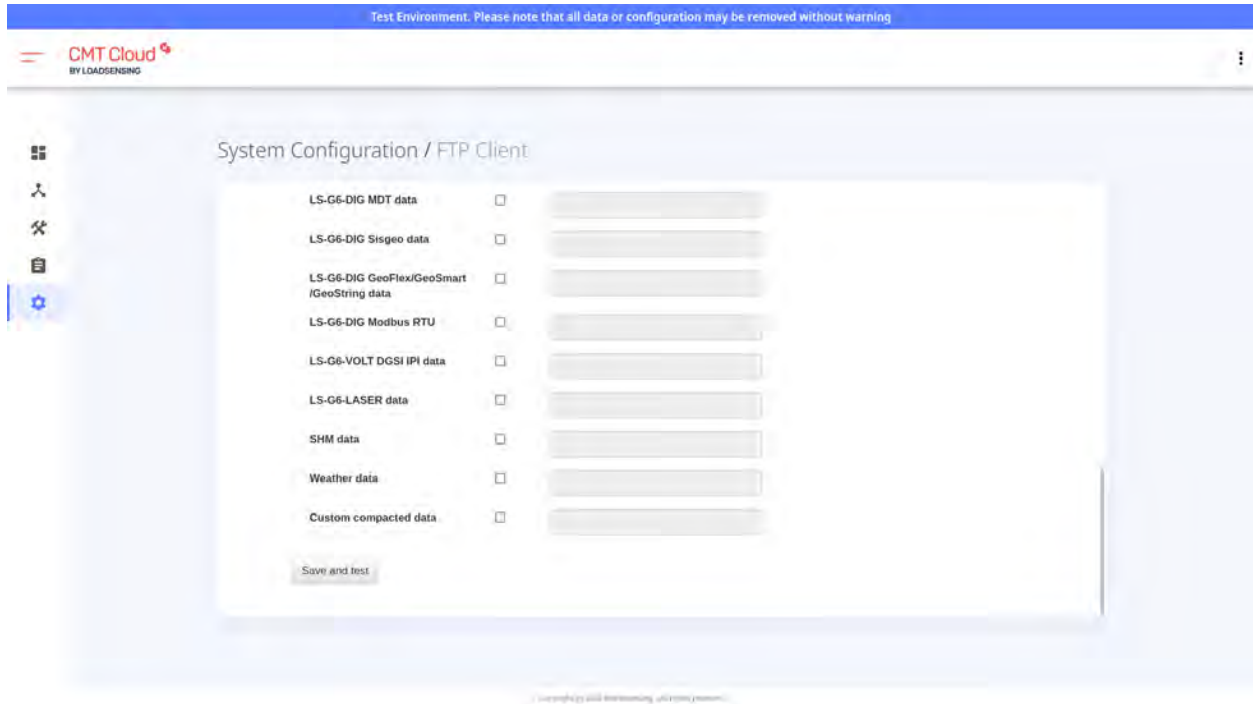 Test Environment. Please note that all data or configuration may be removed without warning
CMT Cloud
BY LOADSENSING
System Configuration / FTP Client
LS-G6-DIG MDT data
LS-G6-DIG Sisgeo data
LS-G6-DIG GeoFlex/GeoSmart
/GeoString data
LS-G6-DIG Modbus RTU
LS-G6-VOLT DGSI IPI data
LS-G6-LASER data
SHM data
Weather data
Custom compacted data
Save and test